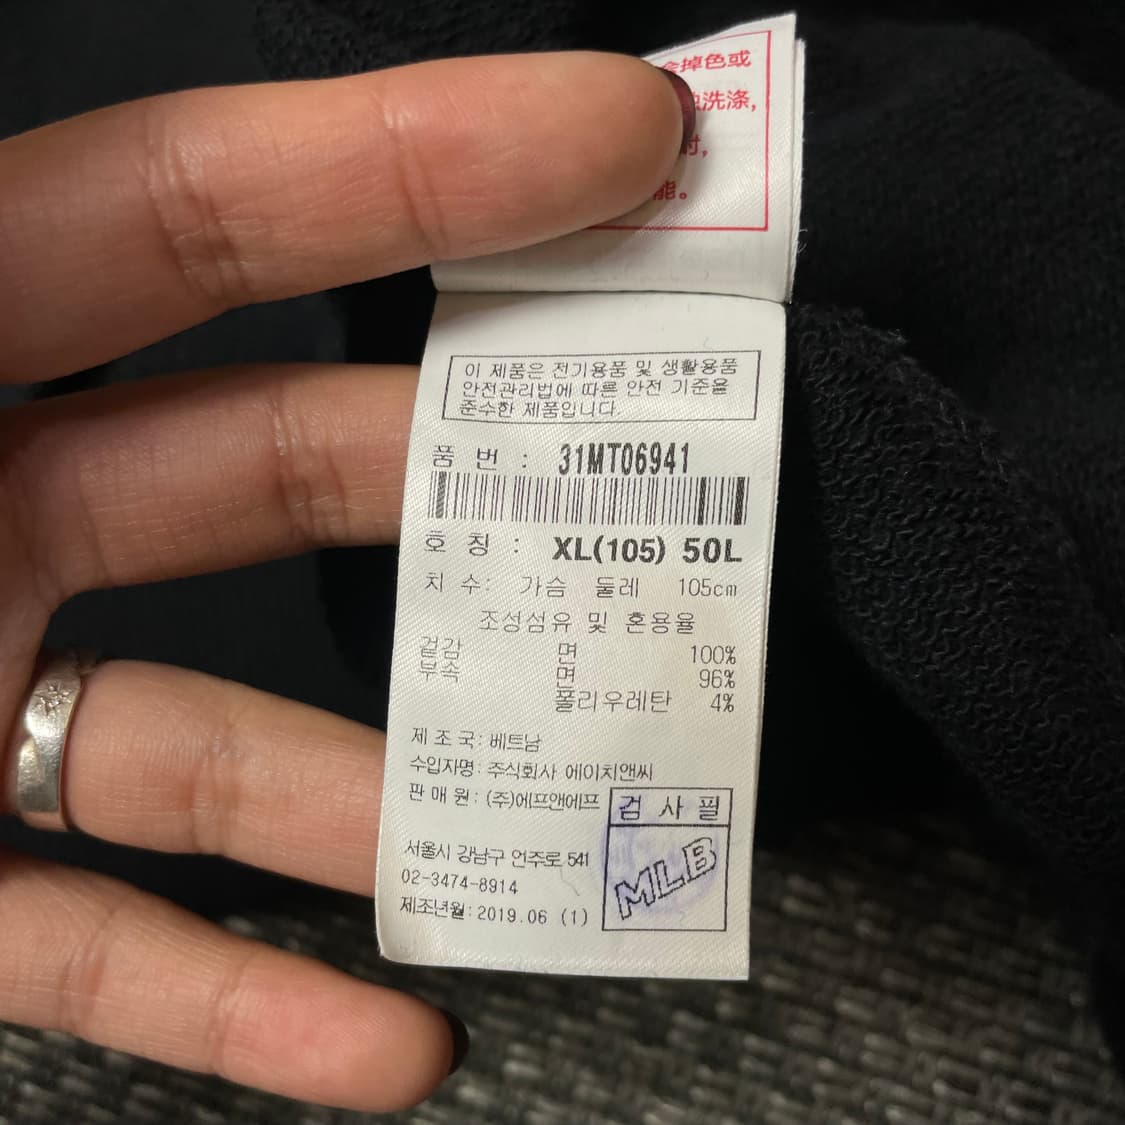 掉色或
洗涤,
能。
이 제품은 전기용품 및 생활용품
안전관리법에 따른 안전 기준을
준수한 제품입니다.
품 번 : 31MT06941
호 칭 : XL(105) 50L
치 수: 가슴 둘레 105cm
조성섬유 및 혼용율
겉감 면 100%
부속 면 96%
폴리우레탄 4%
제 조 국: 베트남
수입자명: 주식회사 에이치앤씨
판 매 원: (주)에프앤에프
검 사 필
MLB
서울시 강남구 언주로 541
02-3474-8914
제조년월: 2019.06 (1)